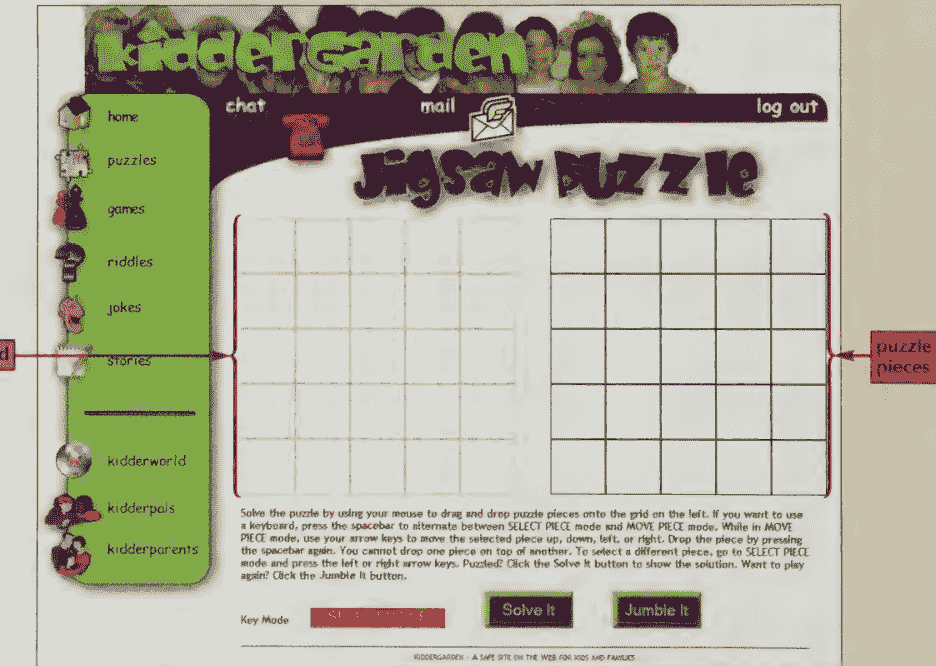 kiddergarden
chat mail log out
home
Jigsaw Puzzle
puzzles
games
riddles
jokes
puzzle
pieces
stories
kidderworld
kidderpals
kidderparents
Solve the puzzle by using your mouse to drag and drop puzzle pieces onto the grid on the left. If you want to use
a keyboard, press the spacebar to alternate between SELECT PIECE mode and MOVE PIECE mode. While in MOVE
PIECE mode, use your arrow keys to move the selected piece up, down, left, or right. Drop the piece by pressing
the spacebar again. You cannot drop one piece on top of another. To select a different piece, go to SELECT PIECE
mode and press the left or right arrow keys. Puzzled? Click the Solve It button to show the solution. Want to play
again? Click the Jumble It button.
Key Mode Solve It Jumble It
KIDDERGARDEN - A SAFE SITE ON THE WEB FOR KIDS AND FAMILIES